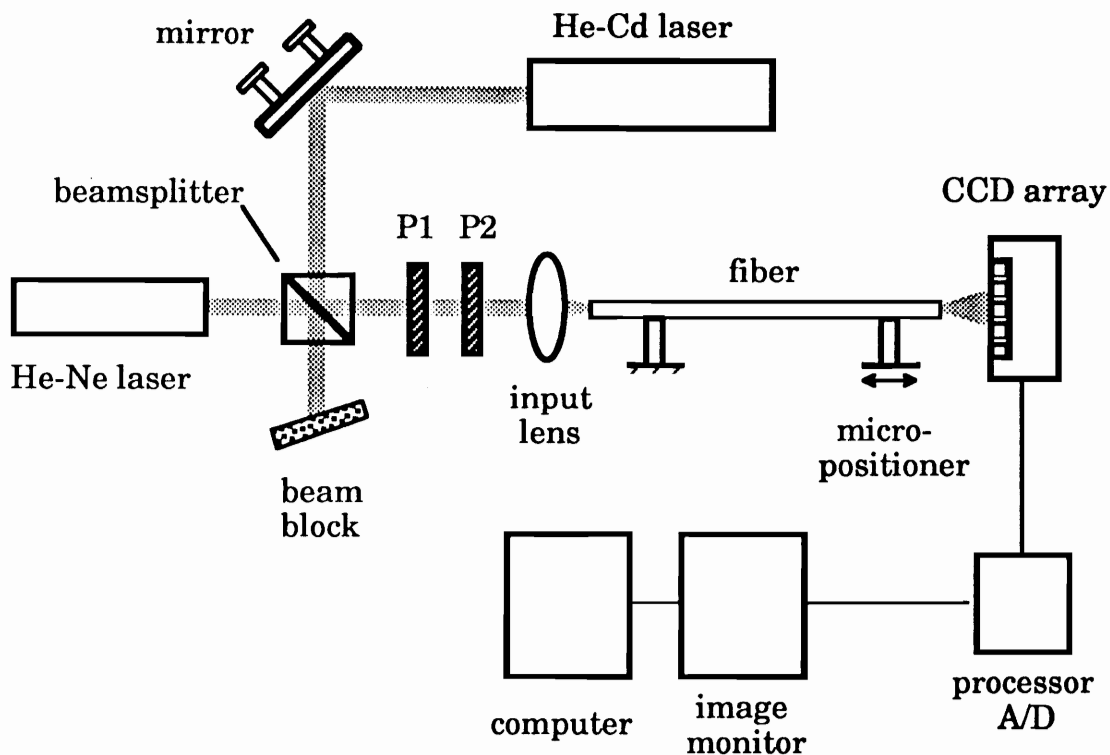 He-Cd laser
mirror
beamsplitter
CCD array
P1
P2
fiber
He-Ne laser
input
lens
micro-
positioner
beam
block
computer
image
monitor
processor
A/D